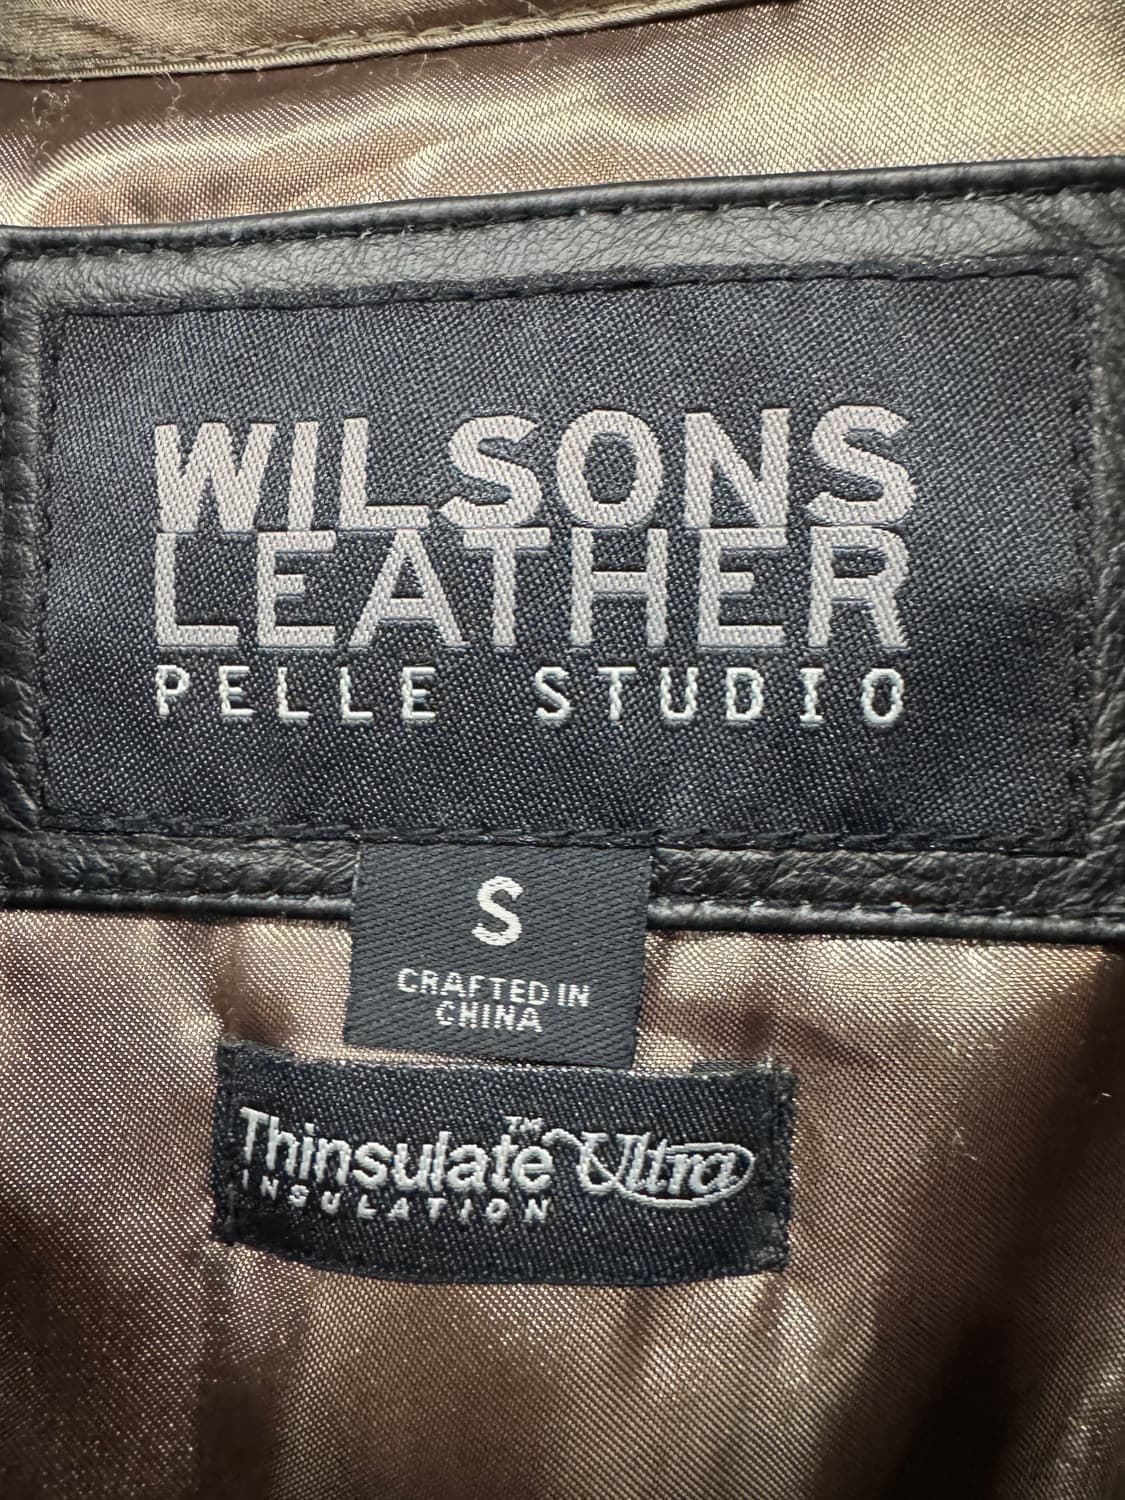 WILSONS
LEATHER
PELLE STUDIO
S
CRAFTED IN
CHINA
Thinsulate™ Ultra
INSULATION